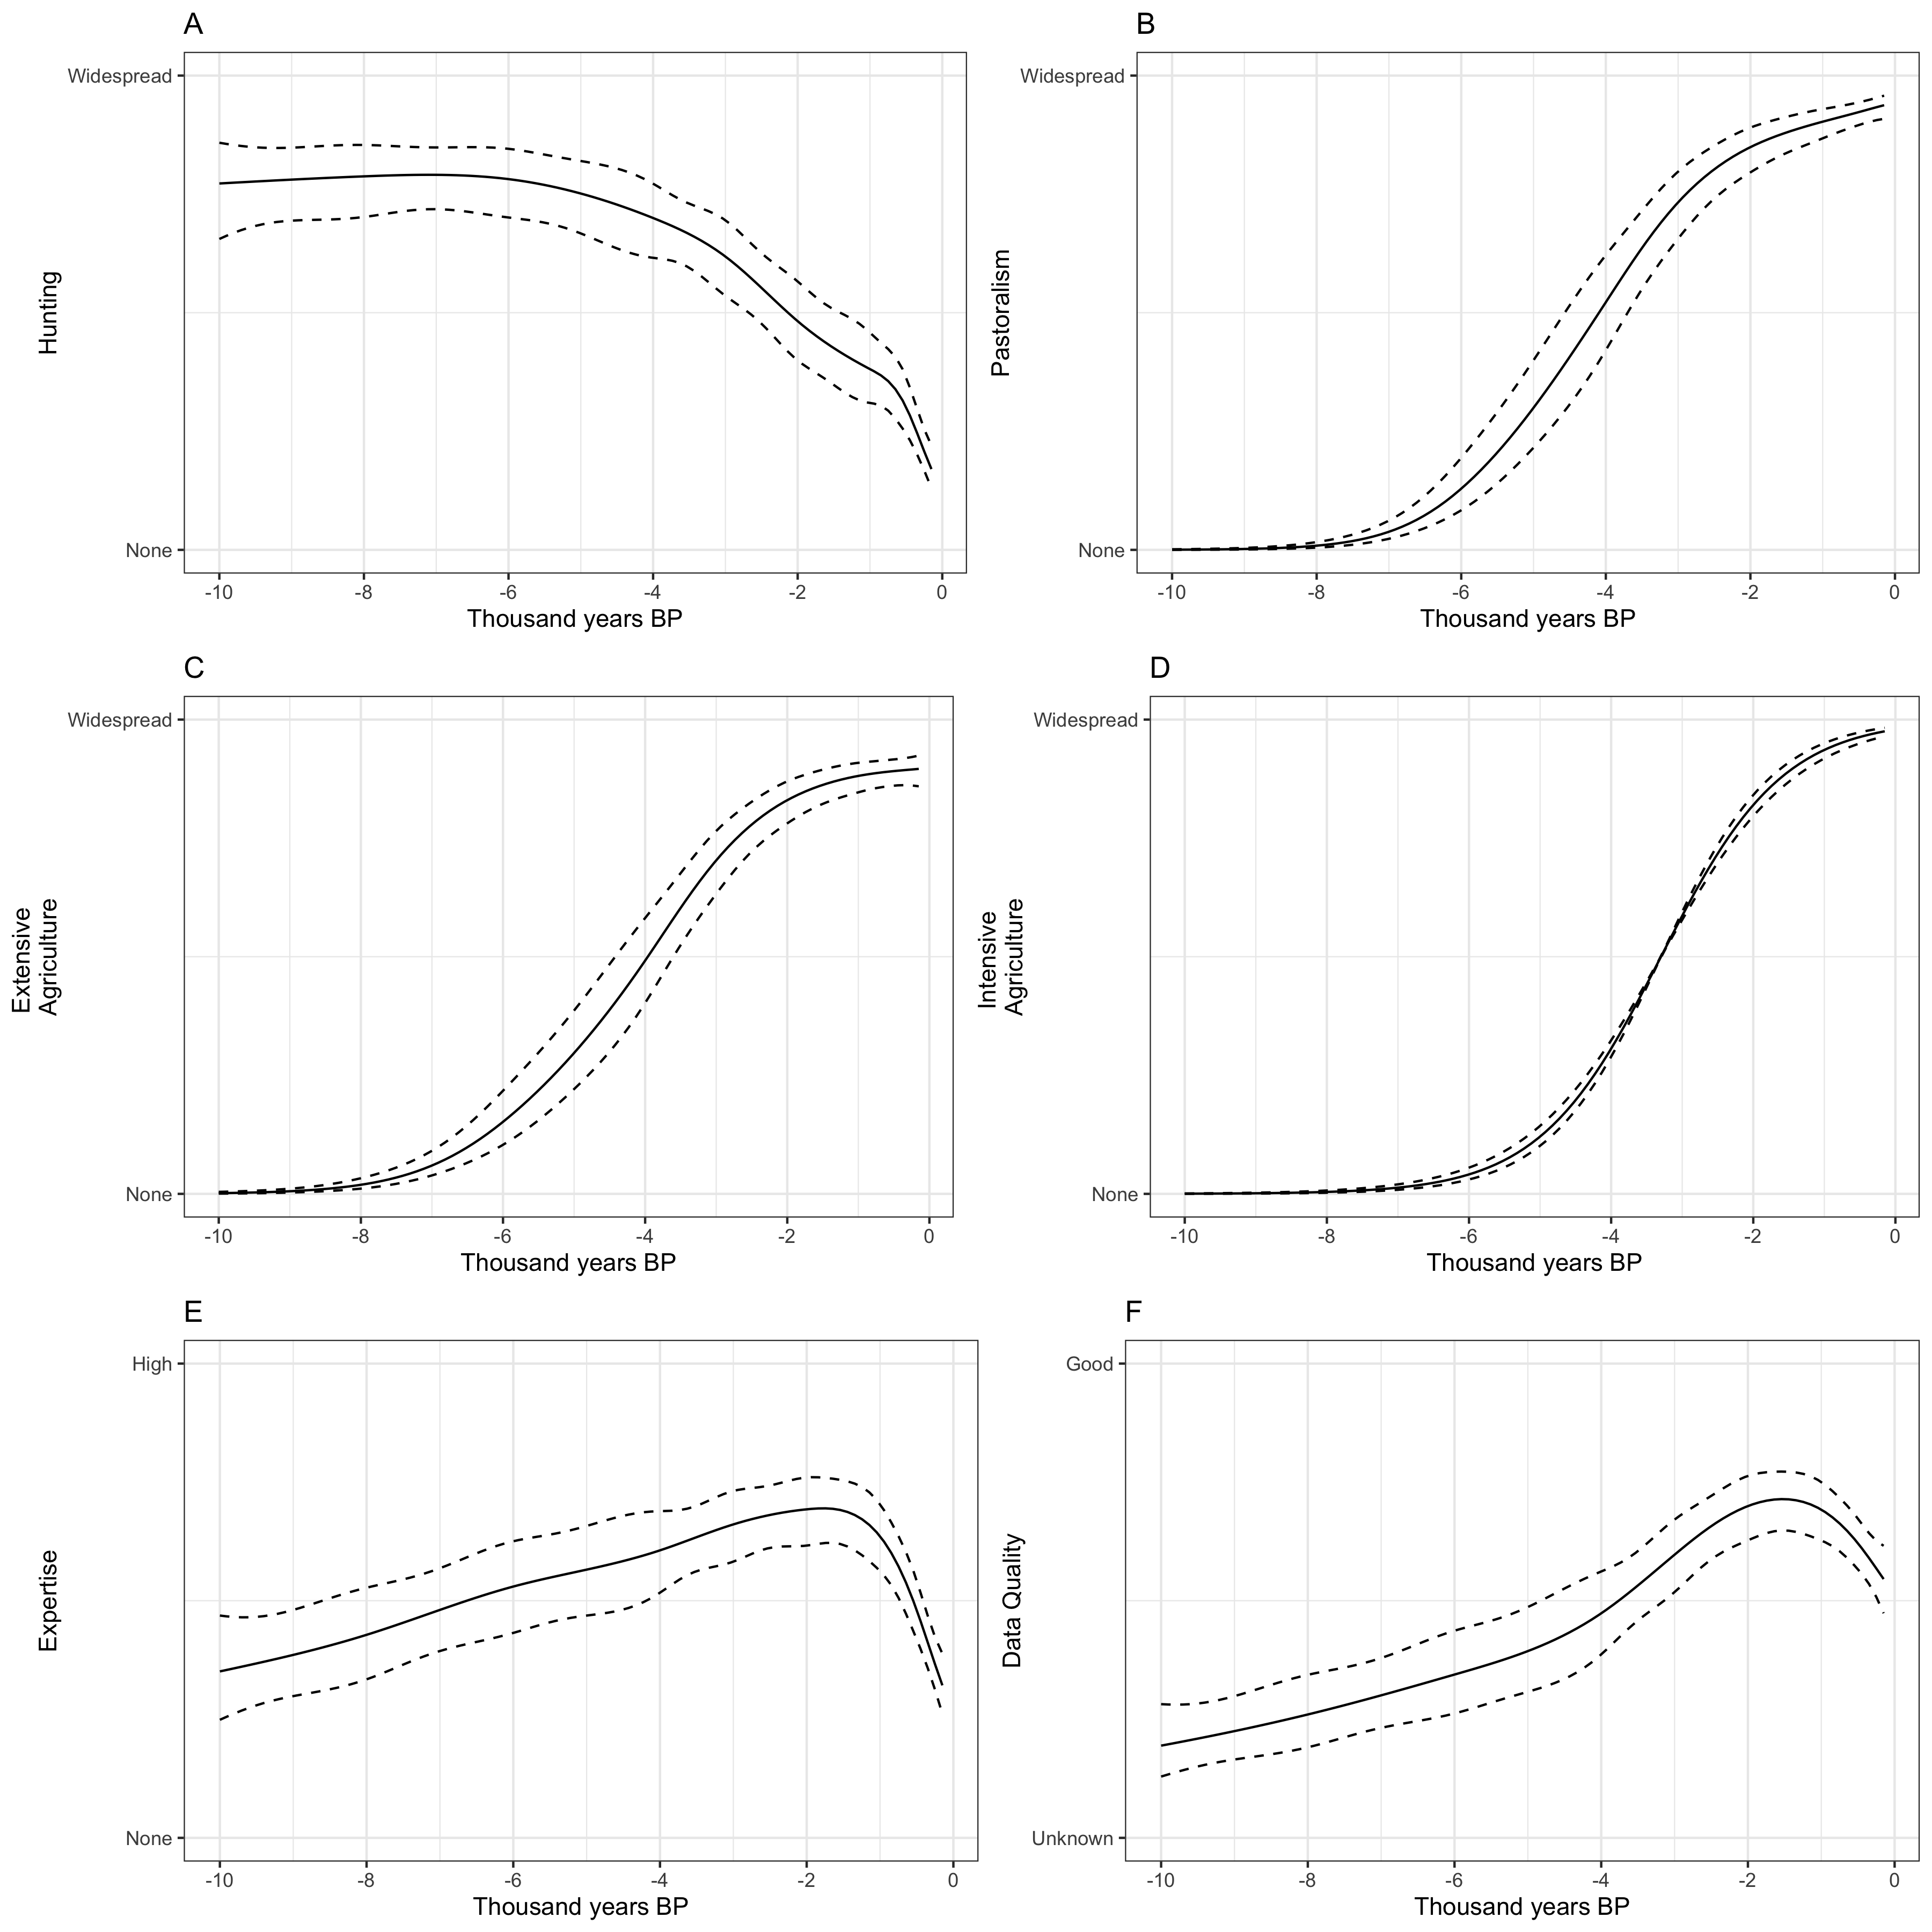 A
Widespread
None
Hunting
-10 -8 -6 -4 -2 0
Thousand years BP
B
Widespread
None
Pastoralism
-10 -8 -6 -4 -2 0
Thousand years BP
C
Widespread
None
Extensive
Agriculture
-10 -8 -6 -4 -2 0
Thousand years BP
D
Widespread
None
Intensive
Agriculture
-10 -8 -6 -4 -2 0
Thousand years BP
E
High
None
Expertise
-10 -8 -6 -4 -2 0
Thousand years BP
F
Good
Unknown
Data Quality
-10 -8 -6 -4 -2 0
Thousand years BP